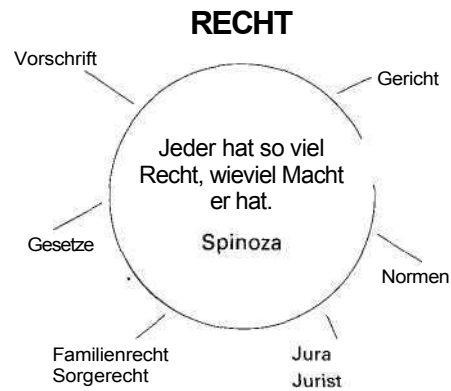 RECHT
Vorschrift
Gericht
Jeder hat so viel
Recht, wieviel Macht
er hat.
Spinoza
Gesetze
Normen
Familienrecht
Sorgerecht
Jura
Jurist